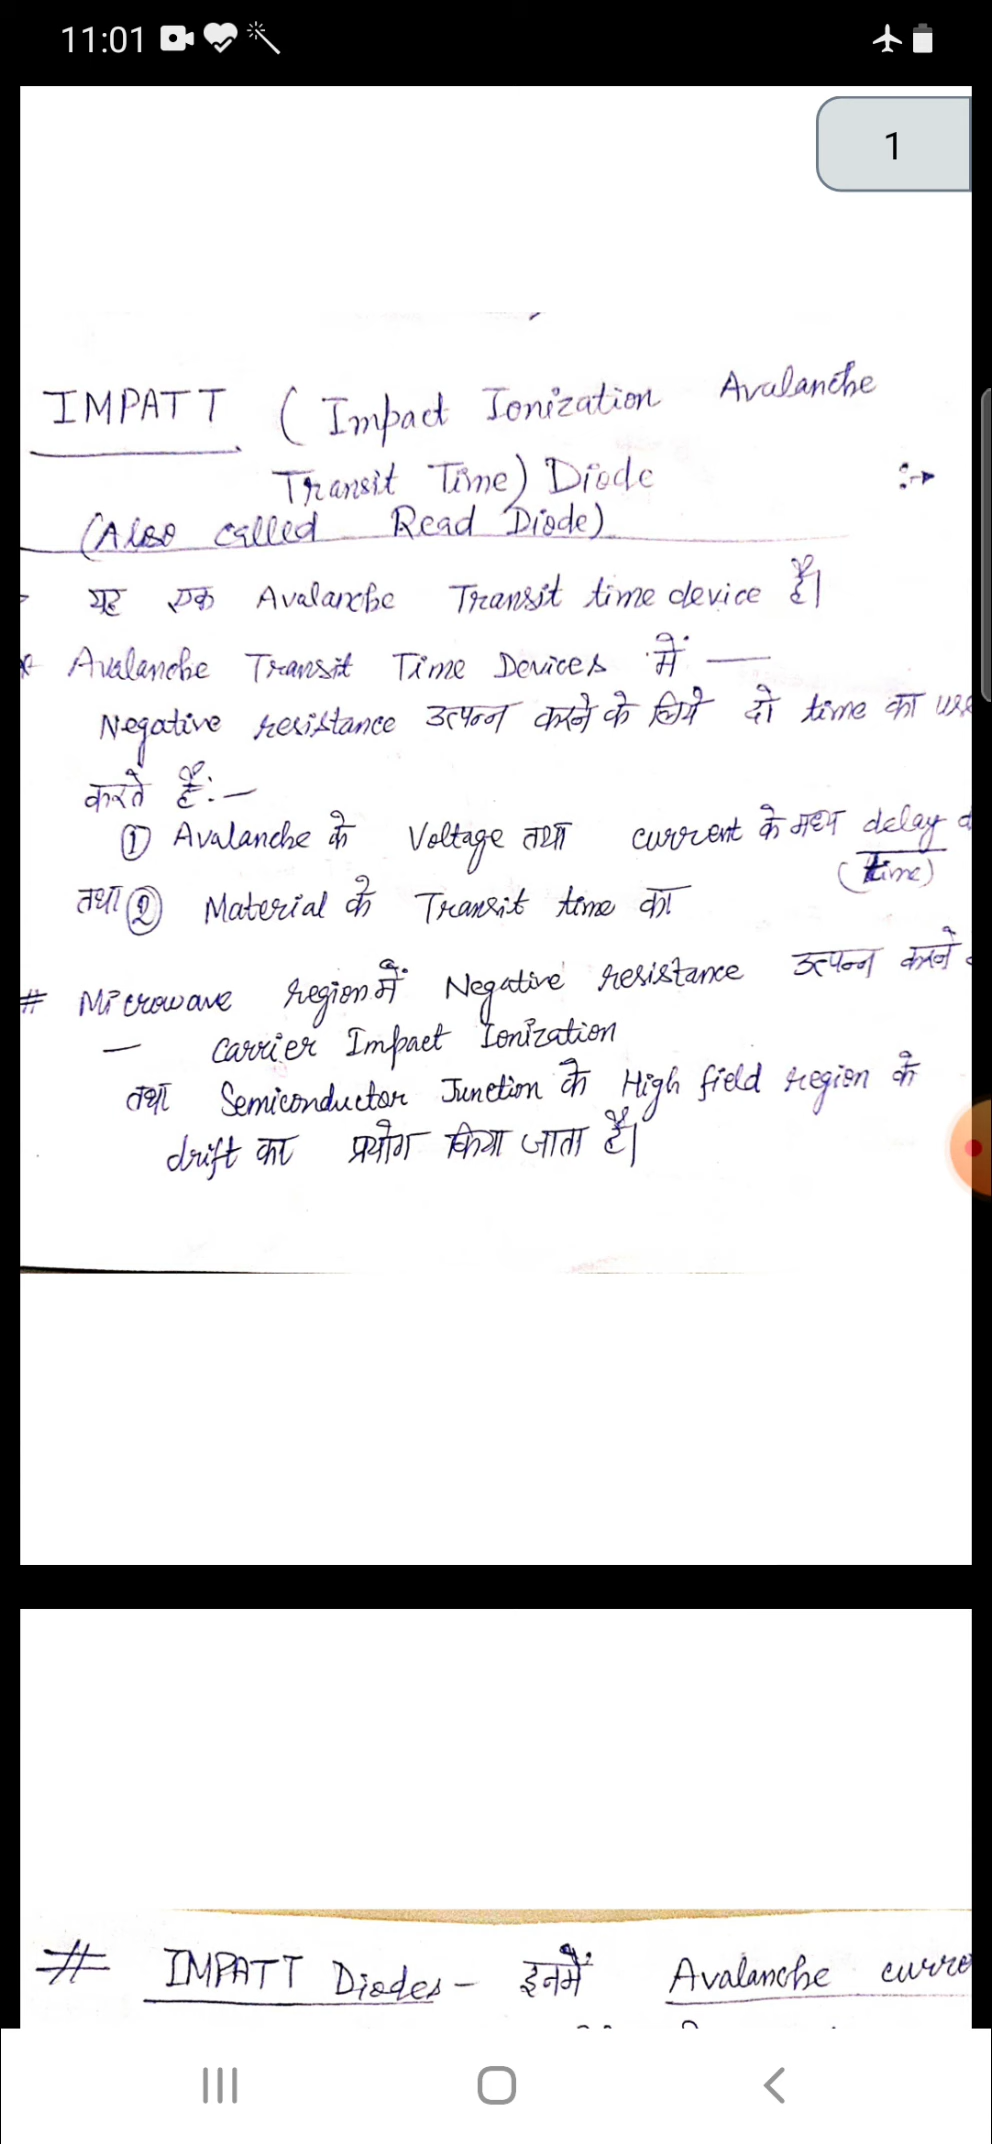 11:01
1
IMPATT (Impact Ionization Avalanche
Transit Time) Diode :→
(Also called Read Diode)
यह एक Avalanche Transit time device है।
Avalanche Transit Time Devices में —
Negative resistance उत्पन्न करने के लिये दो time का use
करते हैं:-
① Avalanche के Voltage तथा current के मध्य delay
(time)
तथा ② Material के Transit time का
# Microwave region में Negative resistance उत्पन्न करने
— Carrier Impact Ionization
तथा Semiconductor Junction के High field region के
drift का प्रयोग किया जाता है।
# IMPATT Diodes - इनमें Avalanche curre